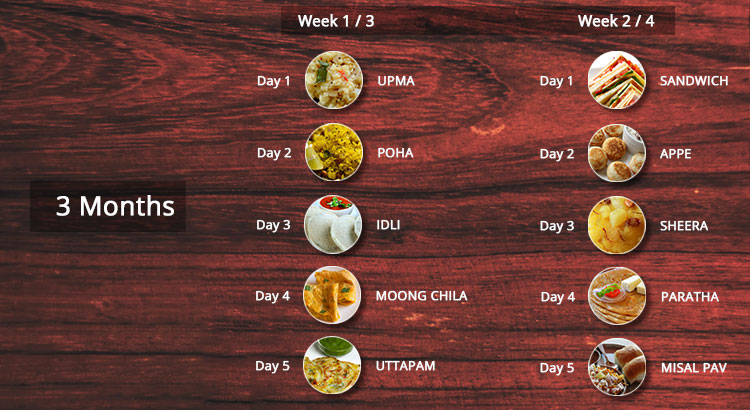 Week 1 / 3
Day 1 UPMA
Day 2 POHA
Day 3 IDLI
Day 4 MOONG CHILA
Day 5 UTTAPAM
Week 2 / 4
Day 1 SANDWICH
Day 2 APPE
Day 3 SHEERA
Day 4 PARATHA
Day 5 MISAL PAV
3 Months